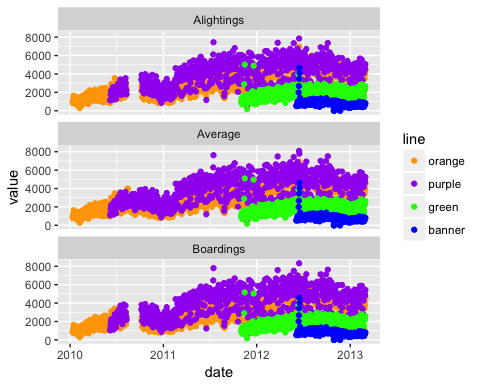 Alightings
8000
6000
4000
2000
0
Average
8000
6000
4000
2000
0
Boardings
8000
6000
4000
2000
0
2010 2011 2012 2013
date
value
line
orange
purple
green
banner